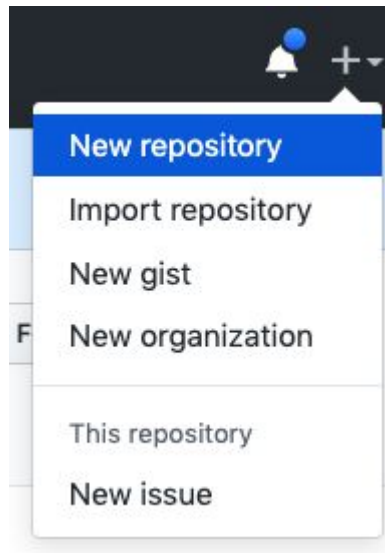 New repository
Import repository
New gist
F
New organization
This repository
New issue